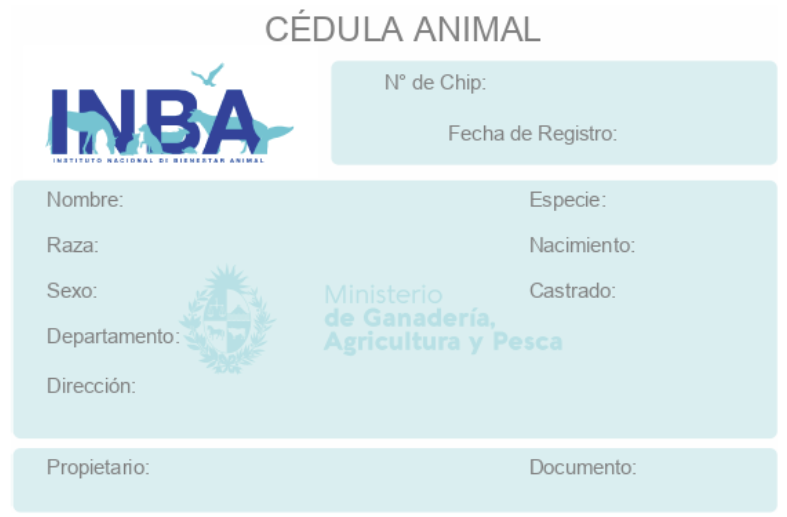 CÉDULA ANIMAL
INBA
INSTITUTO NACIONAL DE BIENESTAR ANIMAL
N° de Chip:
Fecha de Registro:
Nombre:
Especie:
Raza:
Nacimiento:
Sexo:
Castrado:
Ministerio
de Ganadería,
Agricultura y Pesca
Departamento:
Dirección:
Propietario:
Documento: